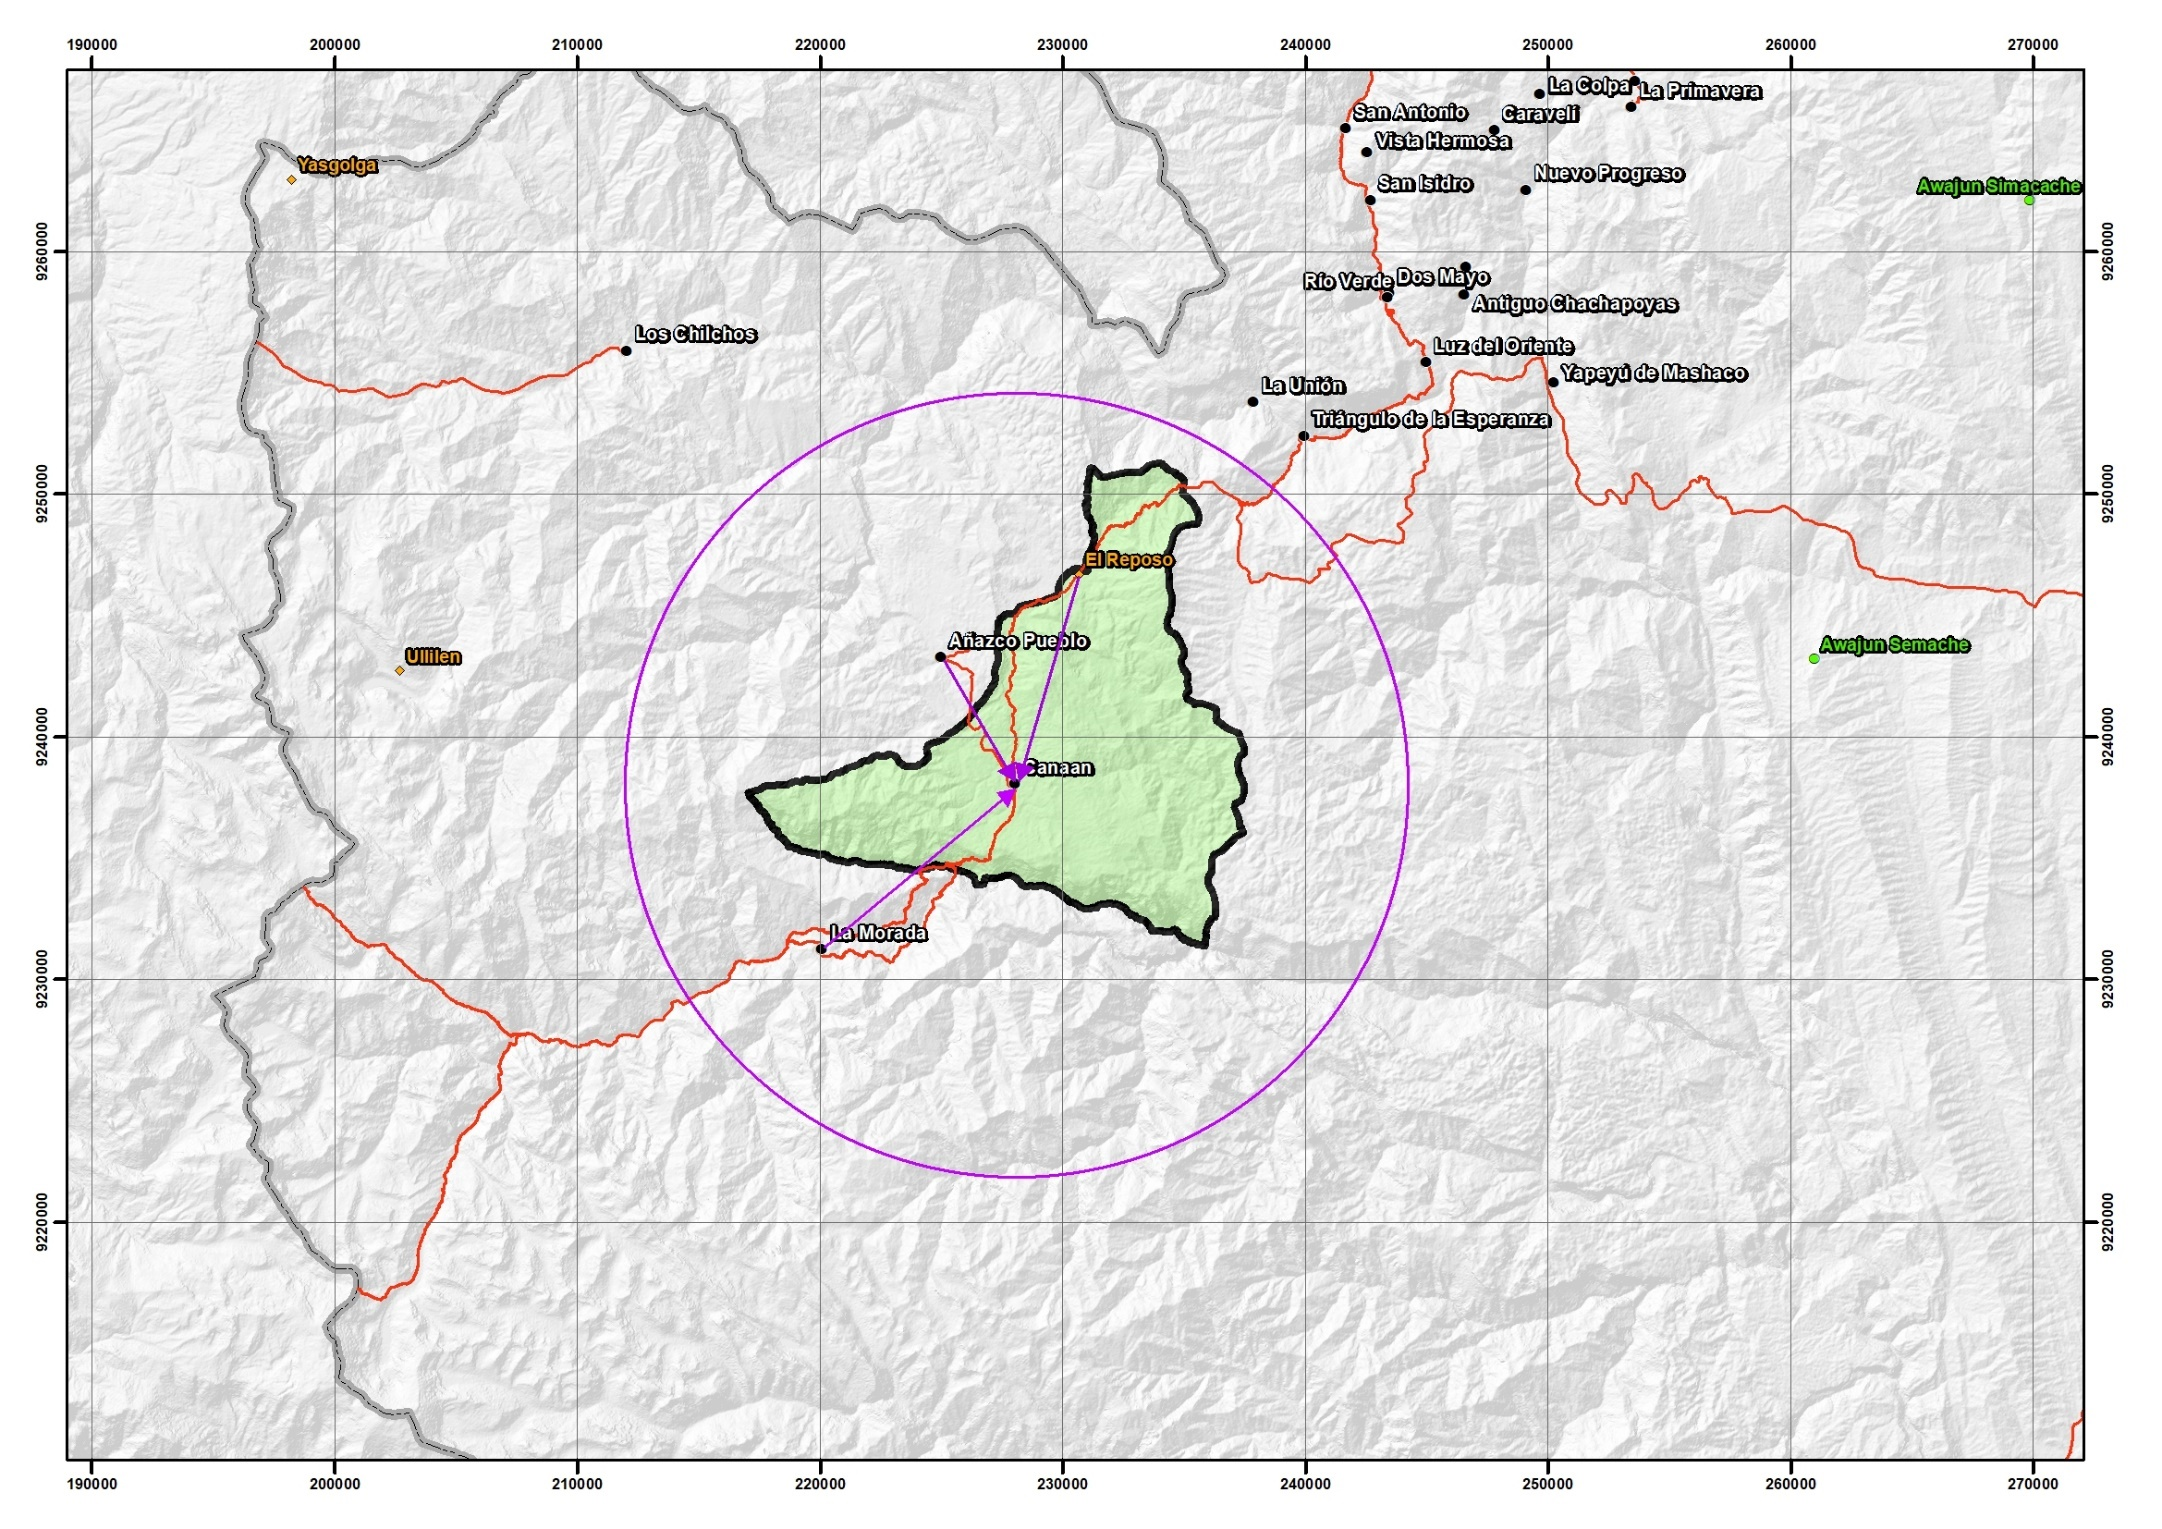 190000
200000
210000
220000
230000
240000
250000
260000
270000
La Colpa
La Primavera
San Antonio
Caravelí
Vista Hermosa
Yasgolga
Nuevo Progreso
San Isidro
Awajun Simacache
9260000
9260000
Río Verde
Dos Mayo
Antiguo Chachapoyas
Los Chilchos
Luz del Oriente
Yapeyú de Mashaco
La Unión
Triángulo de la Esperanza
9250000
9250000
El Reposo
Añazco Pueblo
Awajun Semache
Ullilen
9240000
9240000
Canaan
La Morada
9230000
9230000
9220000
9220000
190000
200000
210000
220000
230000
240000
250000
260000
270000